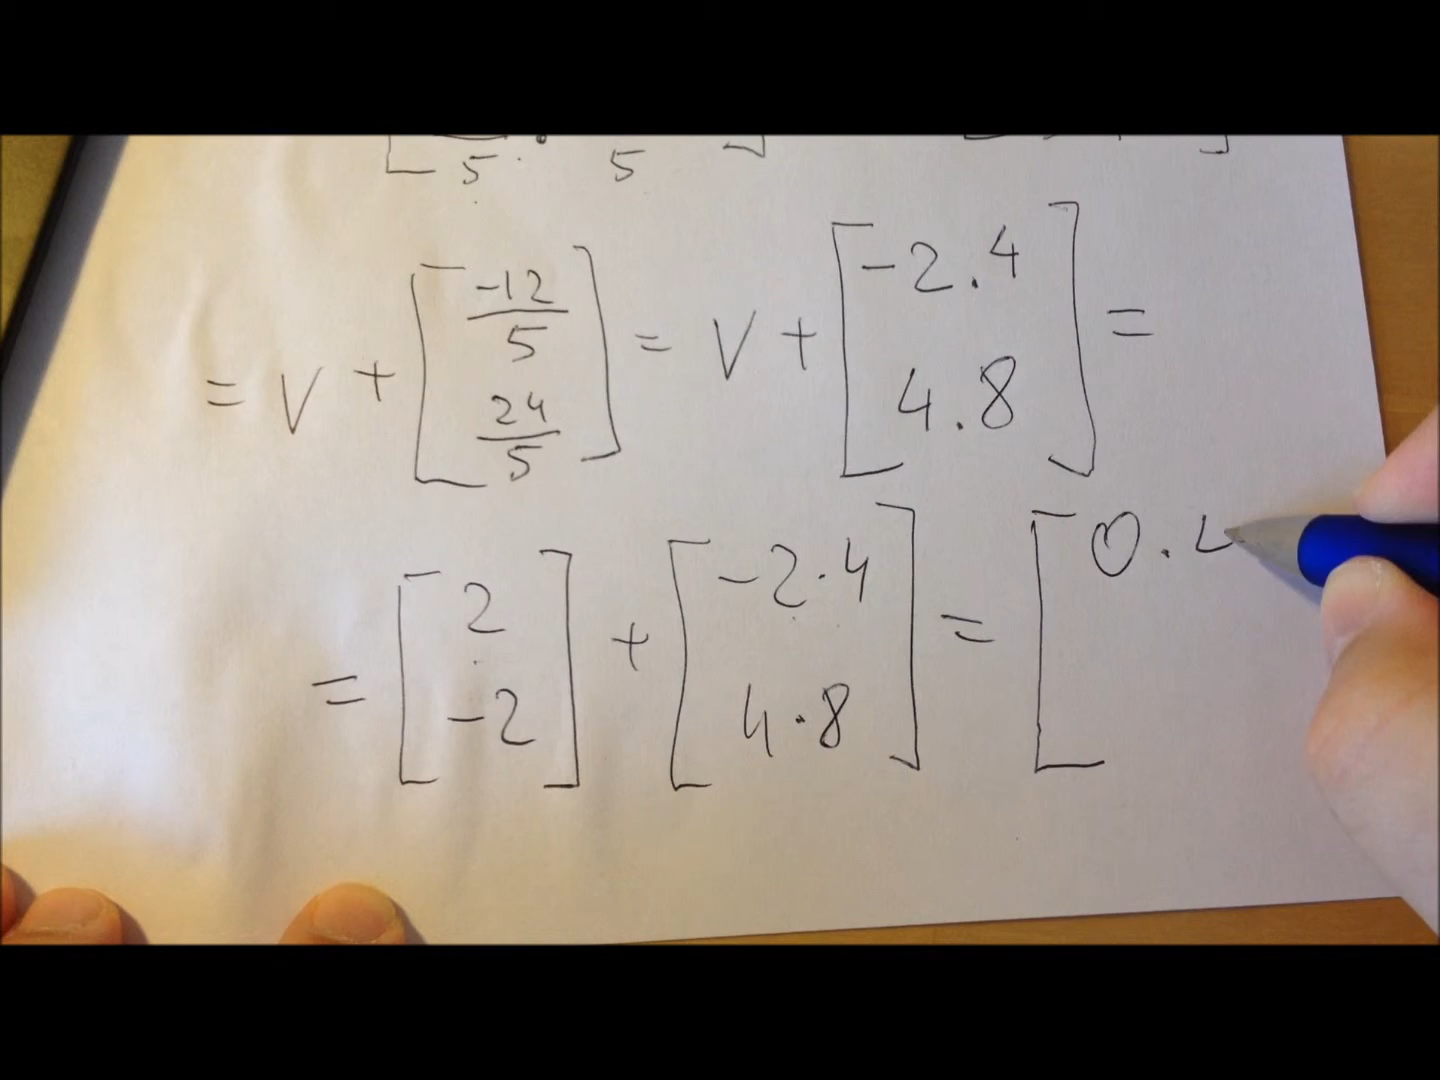 5 5
= V + [ -12/5 24/5 ] = V + [ -2.4 4.8 ] =
= [ 2 -2 ] + [ -2.4 4.8 ] = [ 0.4